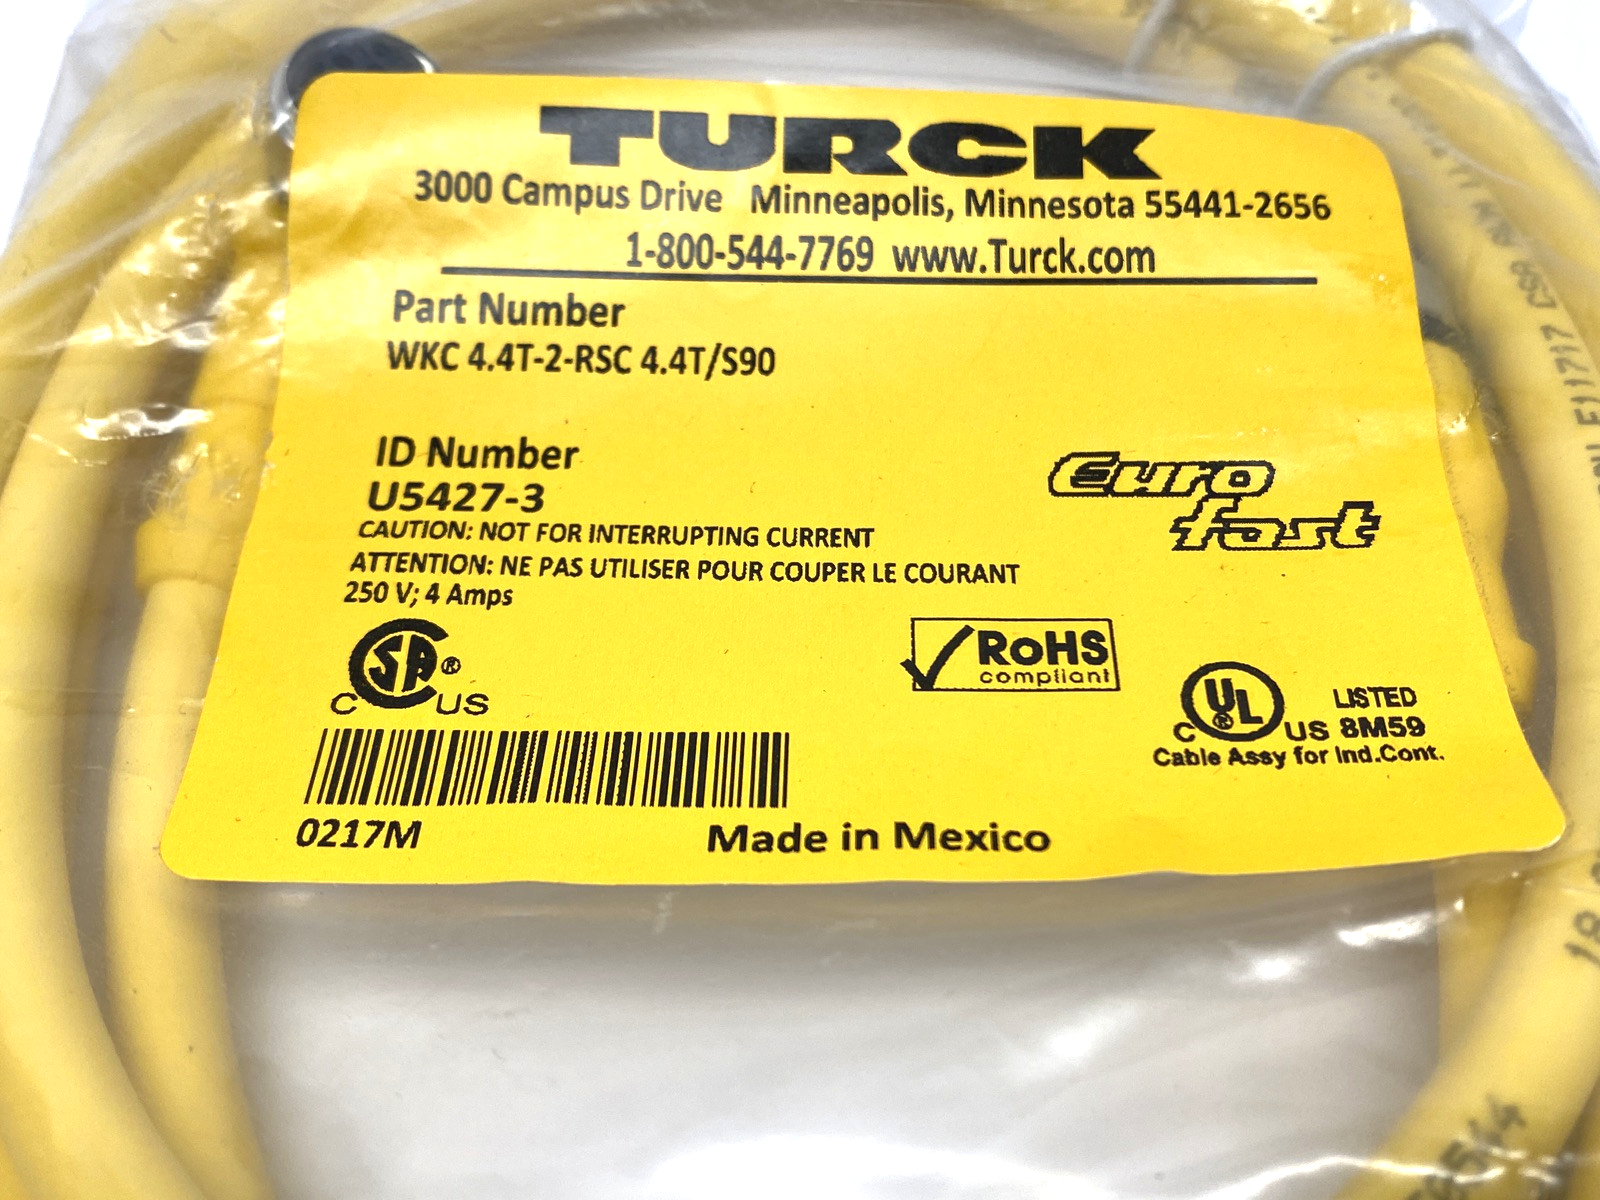 TURCK
3000 Campus Drive Minneapolis, Minnesota 55441-2656
1-800-544-7769 www.Turck.com
Part Number
WKC 4.4T-2-RSC 4.4T/S90
ID Number
U5427-3
CAUTION: NOT FOR INTERRUPTING CURRENT
ATTENTION: NE PAS UTILISER POUR COUPER LE COURANT
250 V; 4 Amps
Euro
fast
C SA ® US
RoHS
compliant
C UL ® US LISTED
8M59
Cable Assy for Ind.Cont.
0217M
Made in Mexico
E111717
18